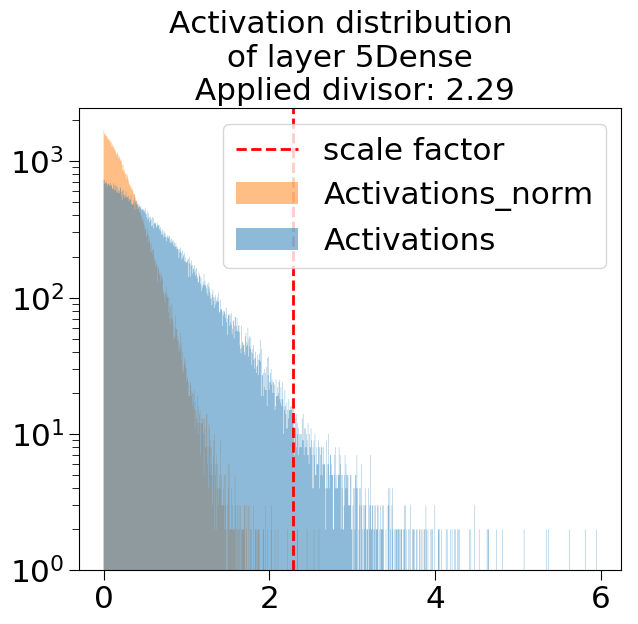 Activation distribution
of layer 5Dense
Applied divisor: 2.29
scale factor
Activations_norm
Activations
10³
10²
10¹
10⁰
0 2 4 6